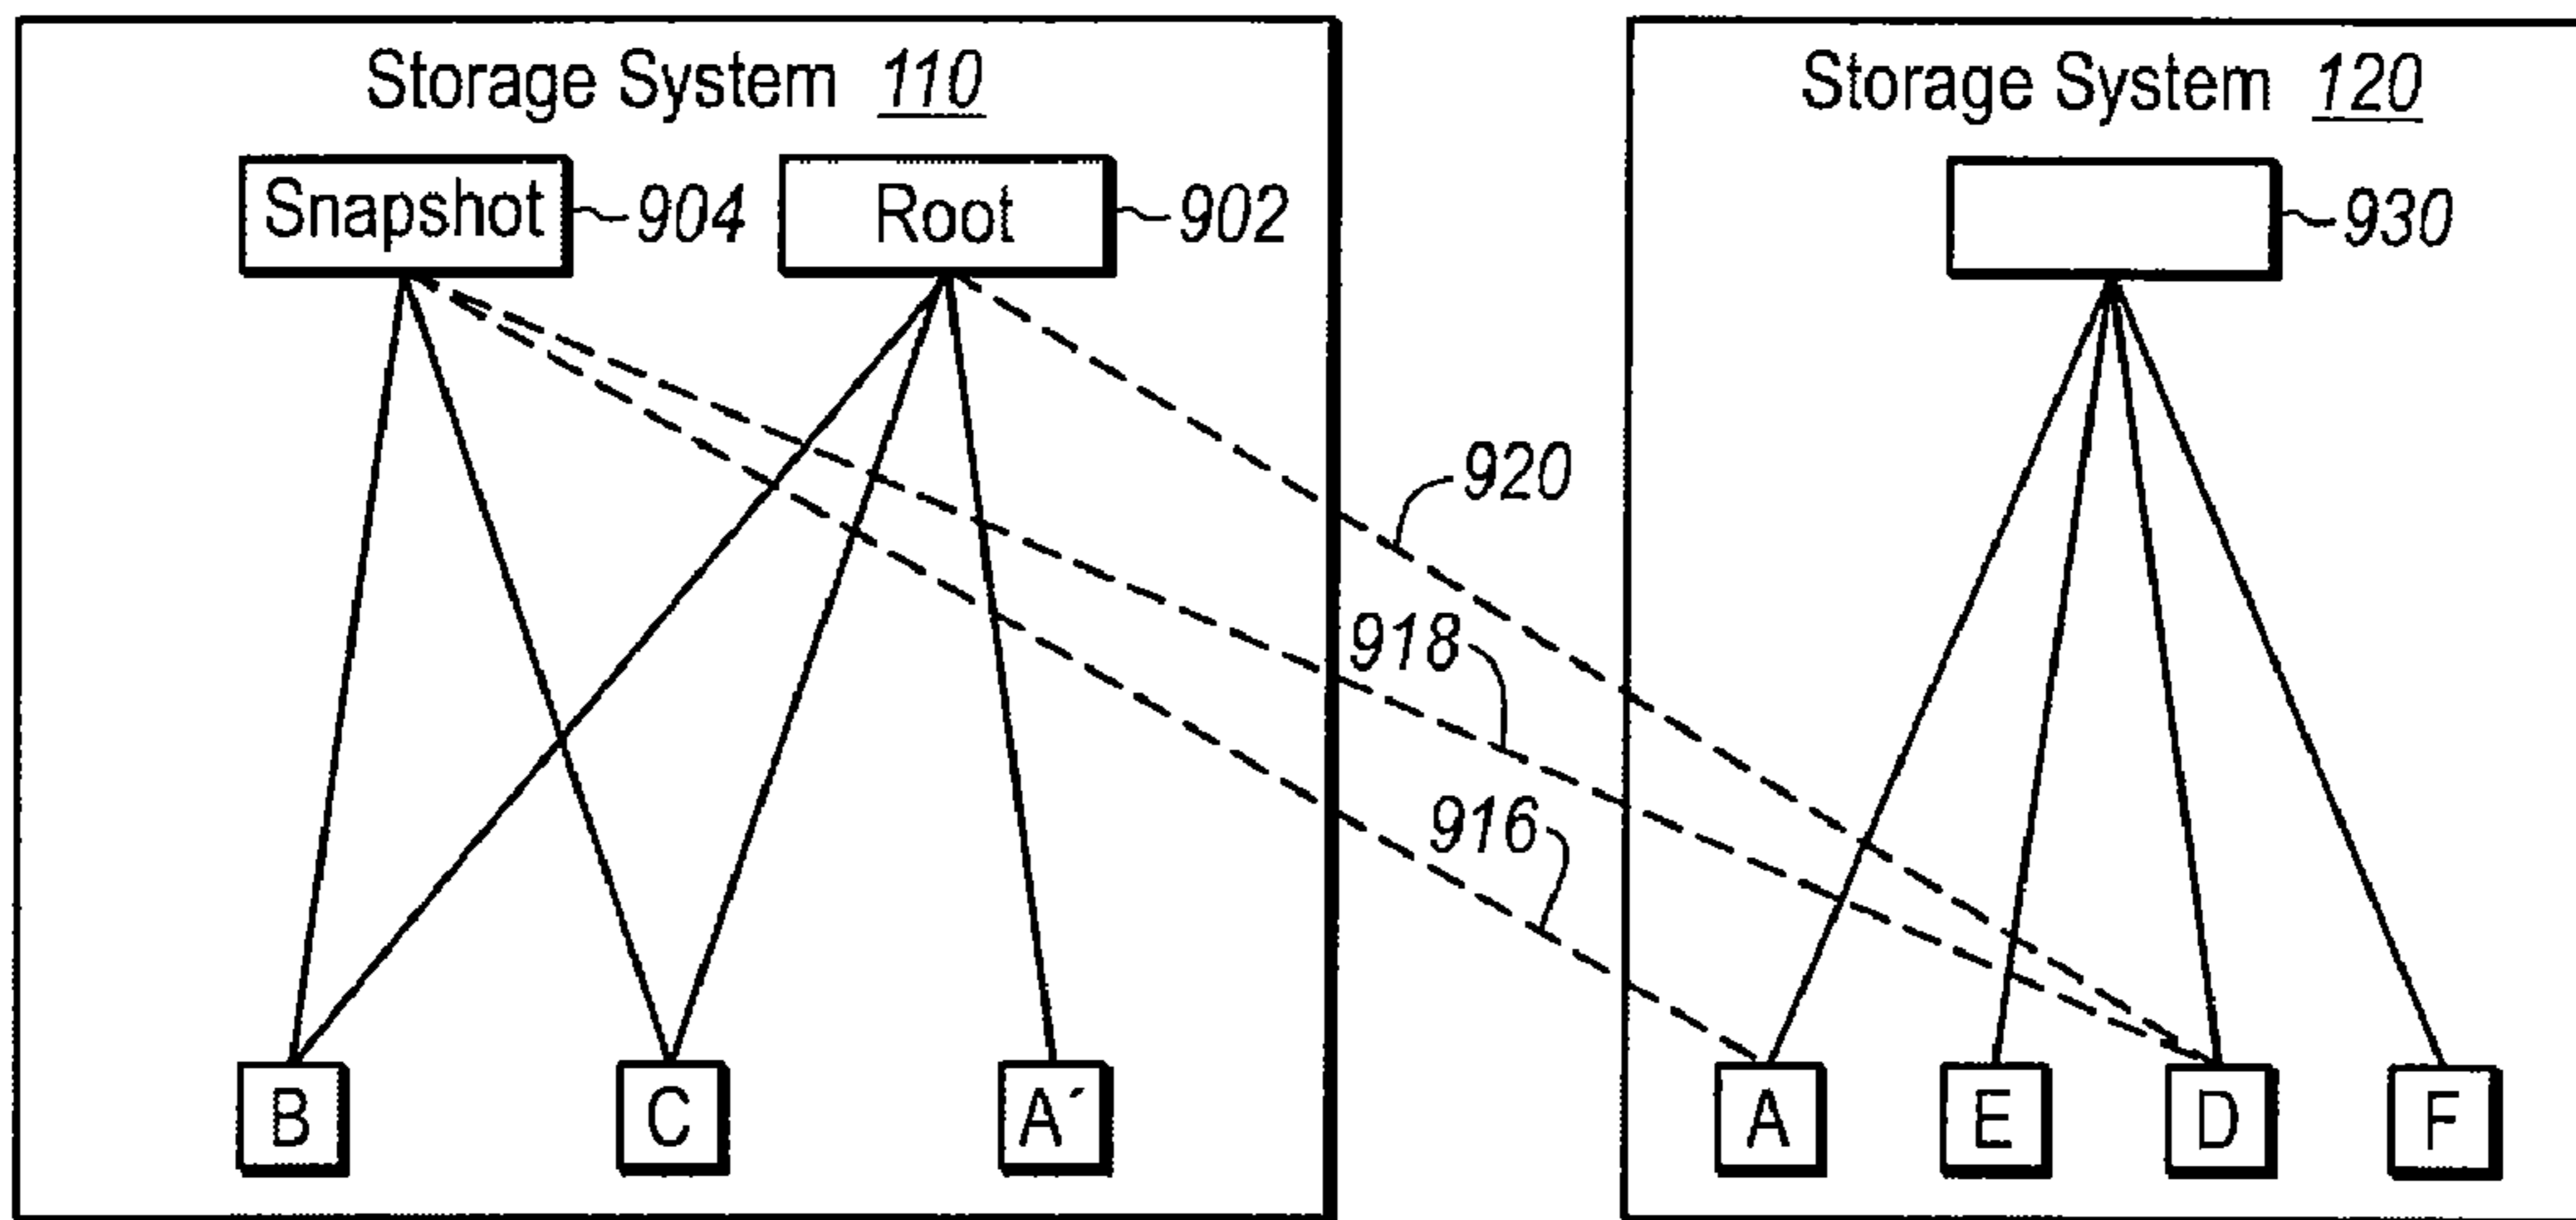 Storage System 110
Storage System 120
Snapshot
904
Root
902
930
920
918
916
B
C
A´
A
E
D
F